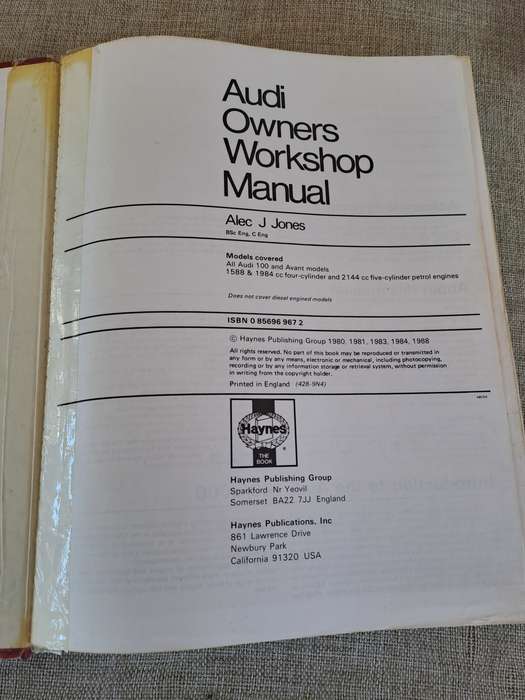 Audi
Owners
Workshop
Manual
Alec J Jones
BSc Eng, C Eng
Models covered
All Audi 100 and Avant models
1588 & 1984 cc four-cylinder and 2144 cc five-cylinder petrol engines
Does not cover diesel engined models
ISBN 0 85696 967 2
© Haynes Publishing Group 1980, 1981, 1983, 1984, 1988
All rights reserved. No part of this book may be reproduced or transmitted in
any form or by any means, electronic or mechanical, including photocopying,
recording or by any information storage or retrieval system, without permission
in writing from the copyright holder.
Printed in England (428-9N4)
Haynes
®
THE
BOOK
Haynes Publishing Group
Sparkford Nr Yeovil
Somerset BA22 7JJ England
Haynes Publications, Inc
861 Lawrence Drive
Newbury Park
California 91320 USA